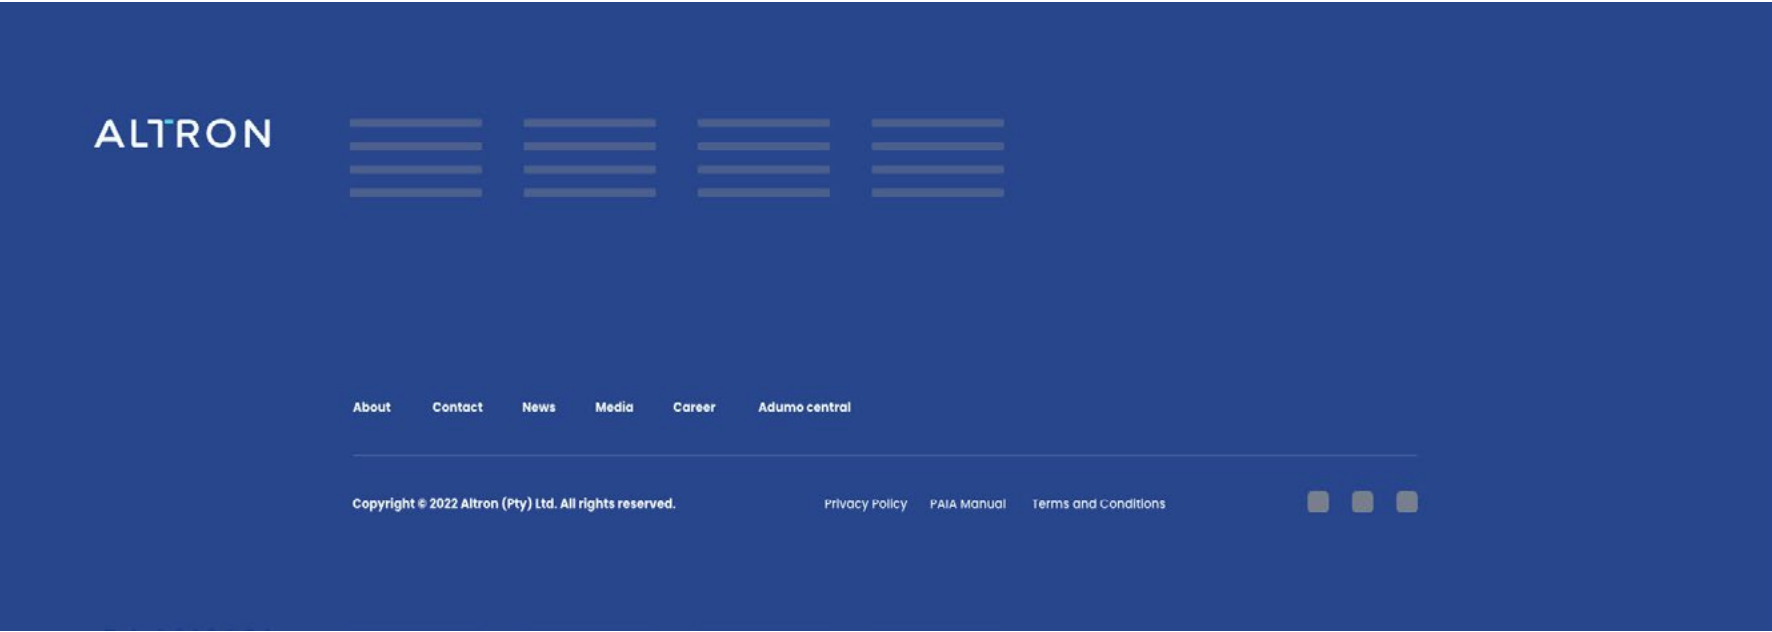 ALTRON
About Contact News Media Career Adumo central
Copyright © 2022 Altron (Pty) Ltd. All rights reserved. Privacy Policy PAIA Manual Terms and Conditions